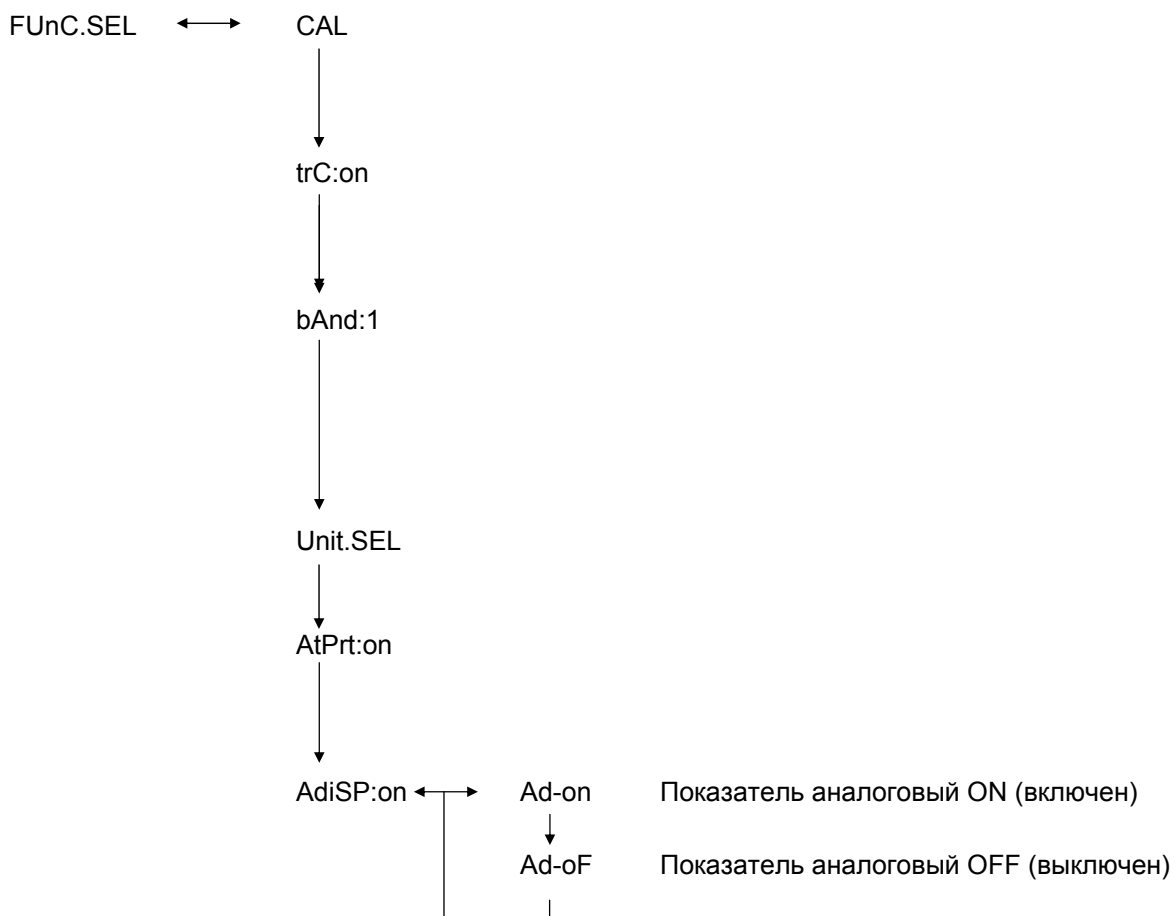 FUnC.SEL CAL
trC:on
bAnd:1
Unit.SEL
AtPrt:on
AdiSP:on Ad-on Показатель аналоговый ON (включен)
Ad-oF Показатель аналоговый OFF (выключен)